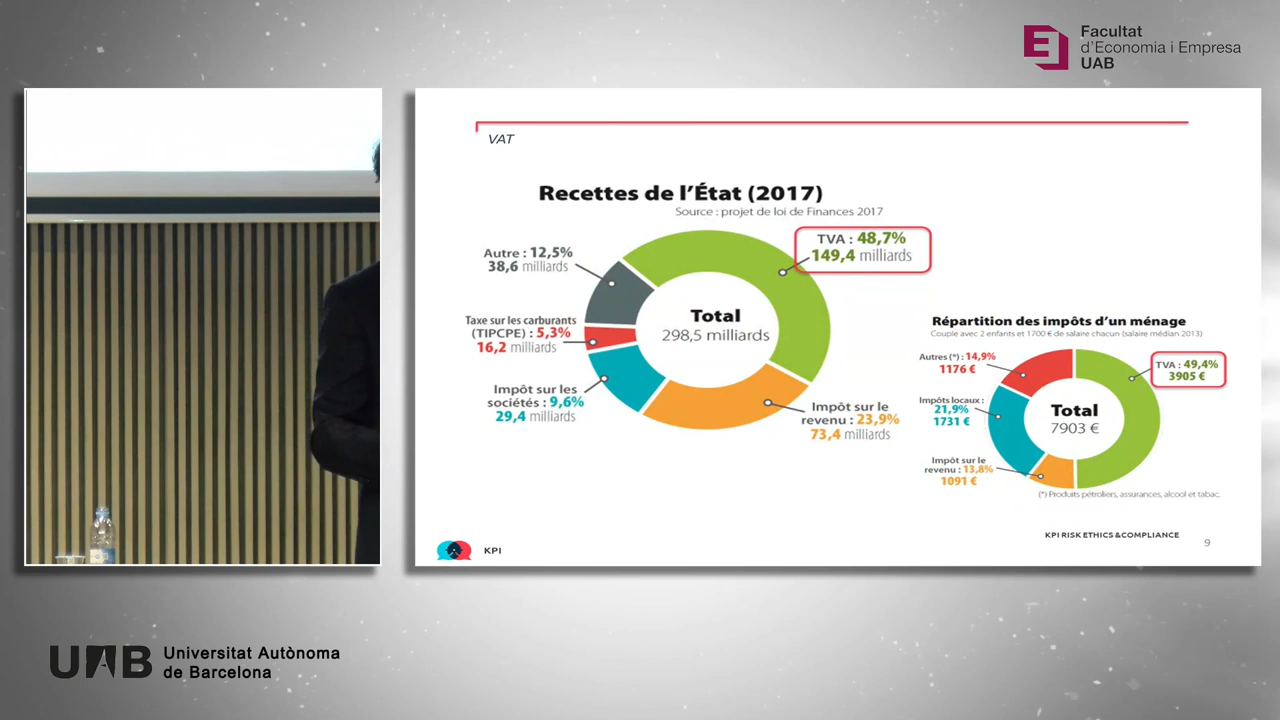 Facultat
d'Economia i Empresa
UAB
VAT
Recettes de l'État (2017)
Source : projet de loi de Finances 2017
TVA : 48,7%
149,4 milliards
Autre : 12,5%
38,6 milliards
Taxe sur les carburants
(TIPCPE) : 5,3%
16,2 milliards
Impôt sur les
sociétés : 9,6%
29,4 milliards
Total
298,5 milliards
Impôt sur le
revenu : 23,9%
73,4 milliards
Répartition des impôts d'un ménage
Couple avec 2 enfants et 1700 € de salaire chacun (salaire médian 2013)
Autres (*) : 14,9%
1176 €
TVA : 49,4%
3905 €
Impôts locaux :
21,9%
1731 €
Total
7903 €
Impôt sur le
revenu : 13,8%
1091 €
(*) Produits pétroliers, assurances, alcool et tabac.
KPI
KPI RISK ETHICS &COMPLIANCE
9
UAB
Universitat Autònoma
de Barcelona